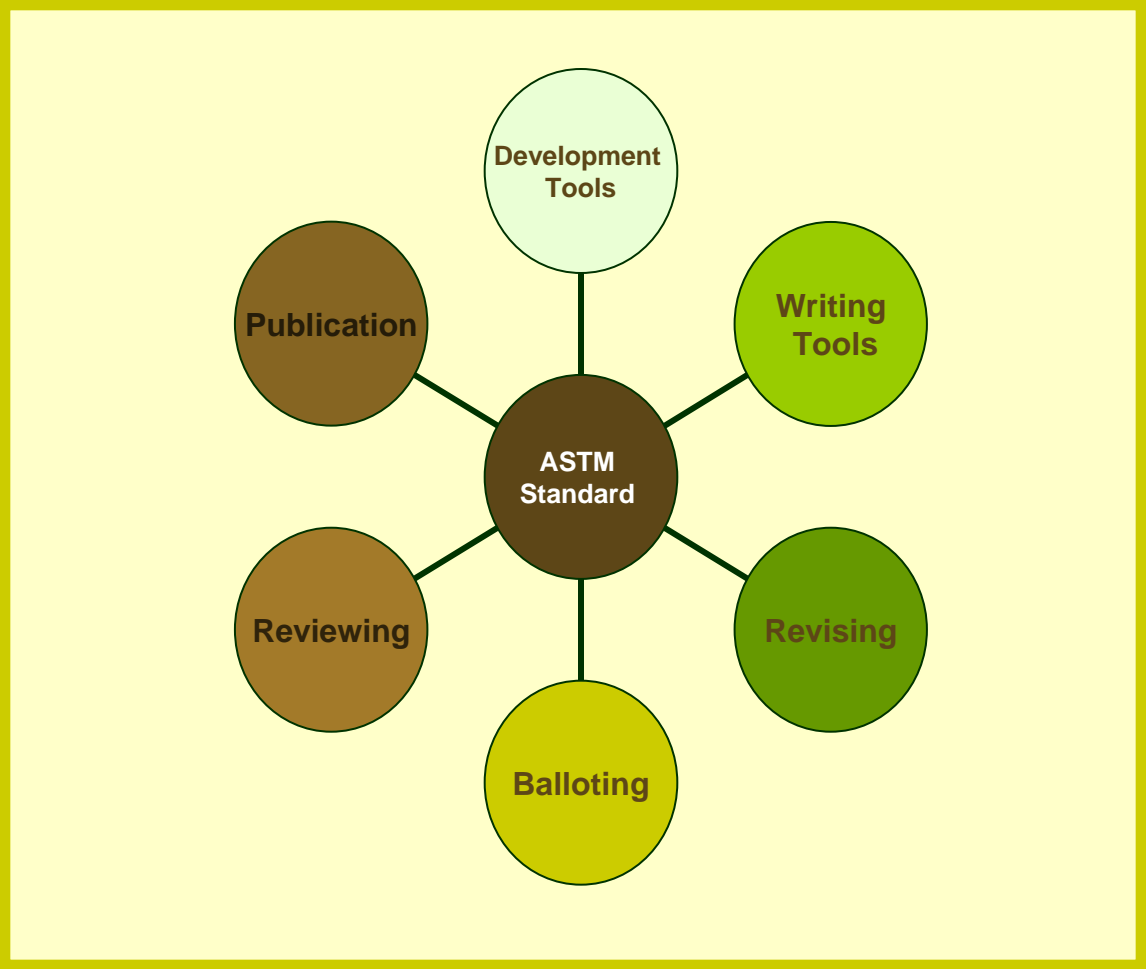 Development
Tools
Writing
Tools
Publication
ASTM
Standard
Revising
Reviewing
Balloting